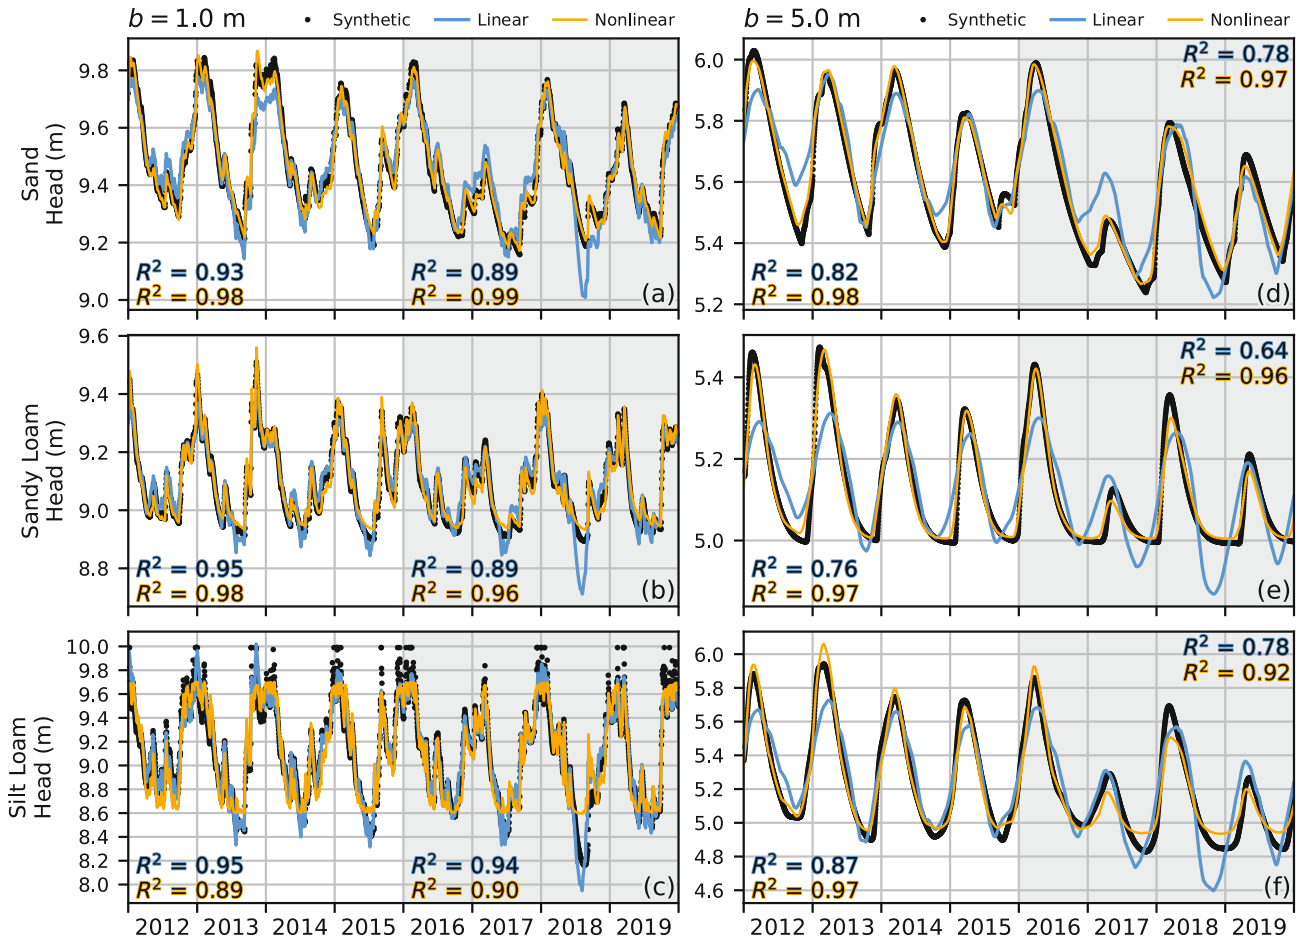 b = 1.0 m
Synthetic
Linear
Nonlinear
b = 5.0 m
Synthetic
Linear
Nonlinear
Sand
Head (m)
9.8
9.6
9.4
9.2
9.0
R² = 0.93
R² = 0.98
R² = 0.89
R² = 0.99
(a)
6.0
5.8
5.6
5.4
5.2
R² = 0.78
R² = 0.97
R² = 0.82
R² = 0.98
(d)
Sandy Loam
Head (m)
9.6
9.4
9.2
9.0
8.8
R² = 0.95
R² = 0.98
R² = 0.89
R² = 0.96
(b)
5.4
5.2
5.0
R² = 0.64
R² = 0.96
R² = 0.76
R² = 0.97
(e)
Silt Loam
Head (m)
10.0
9.6
9.4
9.2
9.0
8.8
8.6
8.4
8.2
8.0
R² = 0.95
R² = 0.89
R² = 0.94
R² = 0.90
(c)
6.0
5.8
5.6
5.4
5.2
5.0
4.8
4.6
R² = 0.78
R² = 0.92
R² = 0.87
R² = 0.97
(f)
2012 2013 2014 2015 2016 2017 2018 2019
2012 2013 2014 2015 2016 2017 2018 2019